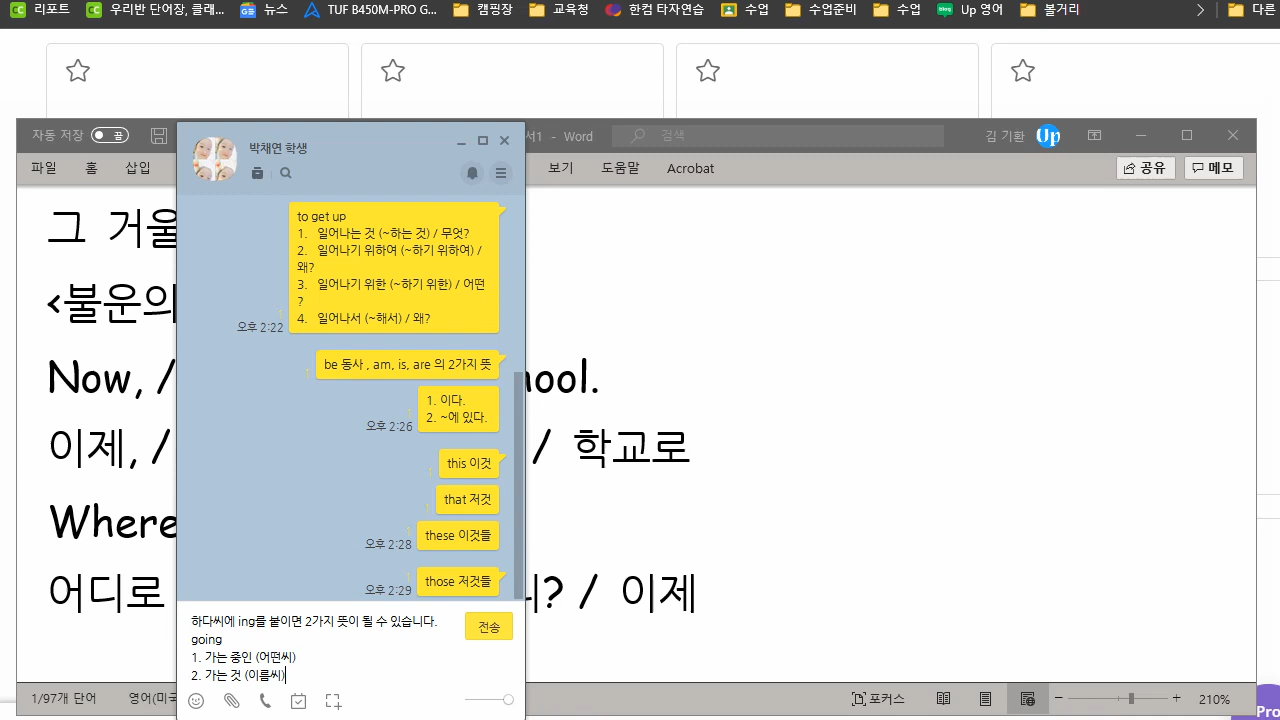 리포트 우리반 단어장, 클래... 뉴스 TUF B450M-PRO G... 캠핑장 교육청 한컴 타자연습 수업 수업준비 수업 Up 영어 볼거리 다른
자동 저장 끔 서1 - Word 검색 김 기환 Up
파일 홈 삽입 보기 도움말 Acrobat 공유 메모
박채연 학생
to get up
1. 일어나는 것 (~하는 것) / 무엇?
2. 일어나기 위하여 (~하기 위하여) /
왜?
3. 일어나기 위한 (~하기 위한) / 어떤
?
4. 일어나서 (~해서) / 왜?
오후 2:22
be 동사 , am, is, are 의 2가지 뜻
1. 이다.
2. ~에 있다.
오후 2:26
this 이것
that 저것
these 이것들
오후 2:28
those 저것들
오후 2:29
하다씨에 ing를 붙이면 2가지 뜻이 될 수 있습니다.
going
1. 가는 중인 (어떤씨)
2. 가는 것 (이름씨)
전송
그 거울
<불운의
Now, / hool.
이제, / / 학교로
Where
어디로 니? / 이제
1/97개 단어 영어(미국 포커스 210%
Pro